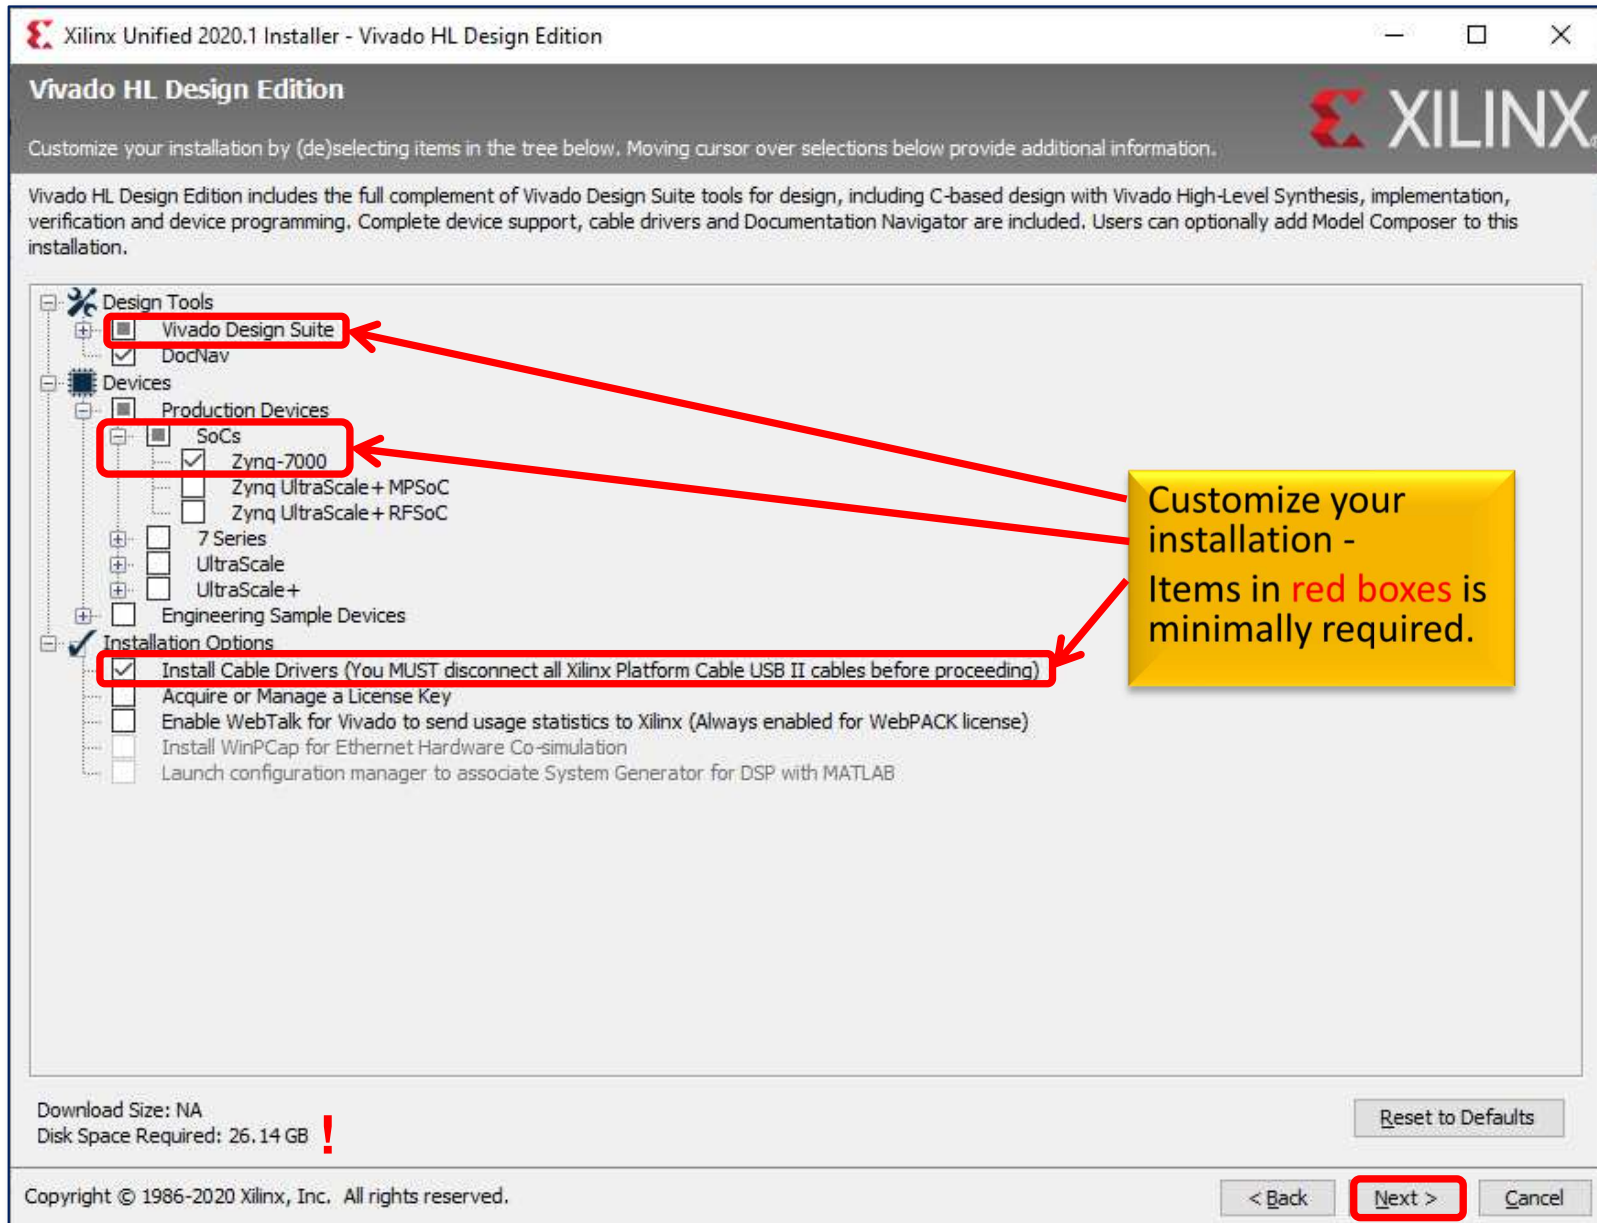 Xilinx Unified 2020.1 Installer - Vivado HL Design Edition
Vivado HL Design Edition
XILINX
Customize your installation by (de)selecting items in the tree below. Moving cursor over selections below provide additional information.
Vivado HL Design Edition includes the full complement of Vivado Design Suite tools for design, including C-based design with Vivado High-Level Synthesis, implementation,
verification and device programming. Complete device support, cable drivers and Documentation Navigator are included. Users can optionally add Model Composer to this
installation.
Design Tools
Vivado Design Suite
DocNav
Devices
Production Devices
SoCs
Zynq-7000
Zynq UltraScale+ MPSoC
Zynq UltraScale+ RFSoC
7 Series
UltraScale
UltraScale+
Engineering Sample Devices
Installation Options
Install Cable Drivers (You MUST disconnect all Xilinx Platform Cable USB II cables before proceeding)
Acquire or Manage a License Key
Enable WebTalk for Vivado to send usage statistics to Xilinx (Always enabled for WebPACK license)
Install WinPCap for Ethernet Hardware Co-simulation
Launch configuration manager to associate System Generator for DSP with MATLAB
Customize your
installation -
Items in red boxes is
minimally required.
Download Size: NA
Disk Space Required: 26.14 GB !
Reset to Defaults
Copyright © 1986-2020 Xilinx, Inc. All rights reserved.
< Back
Next >
Cancel